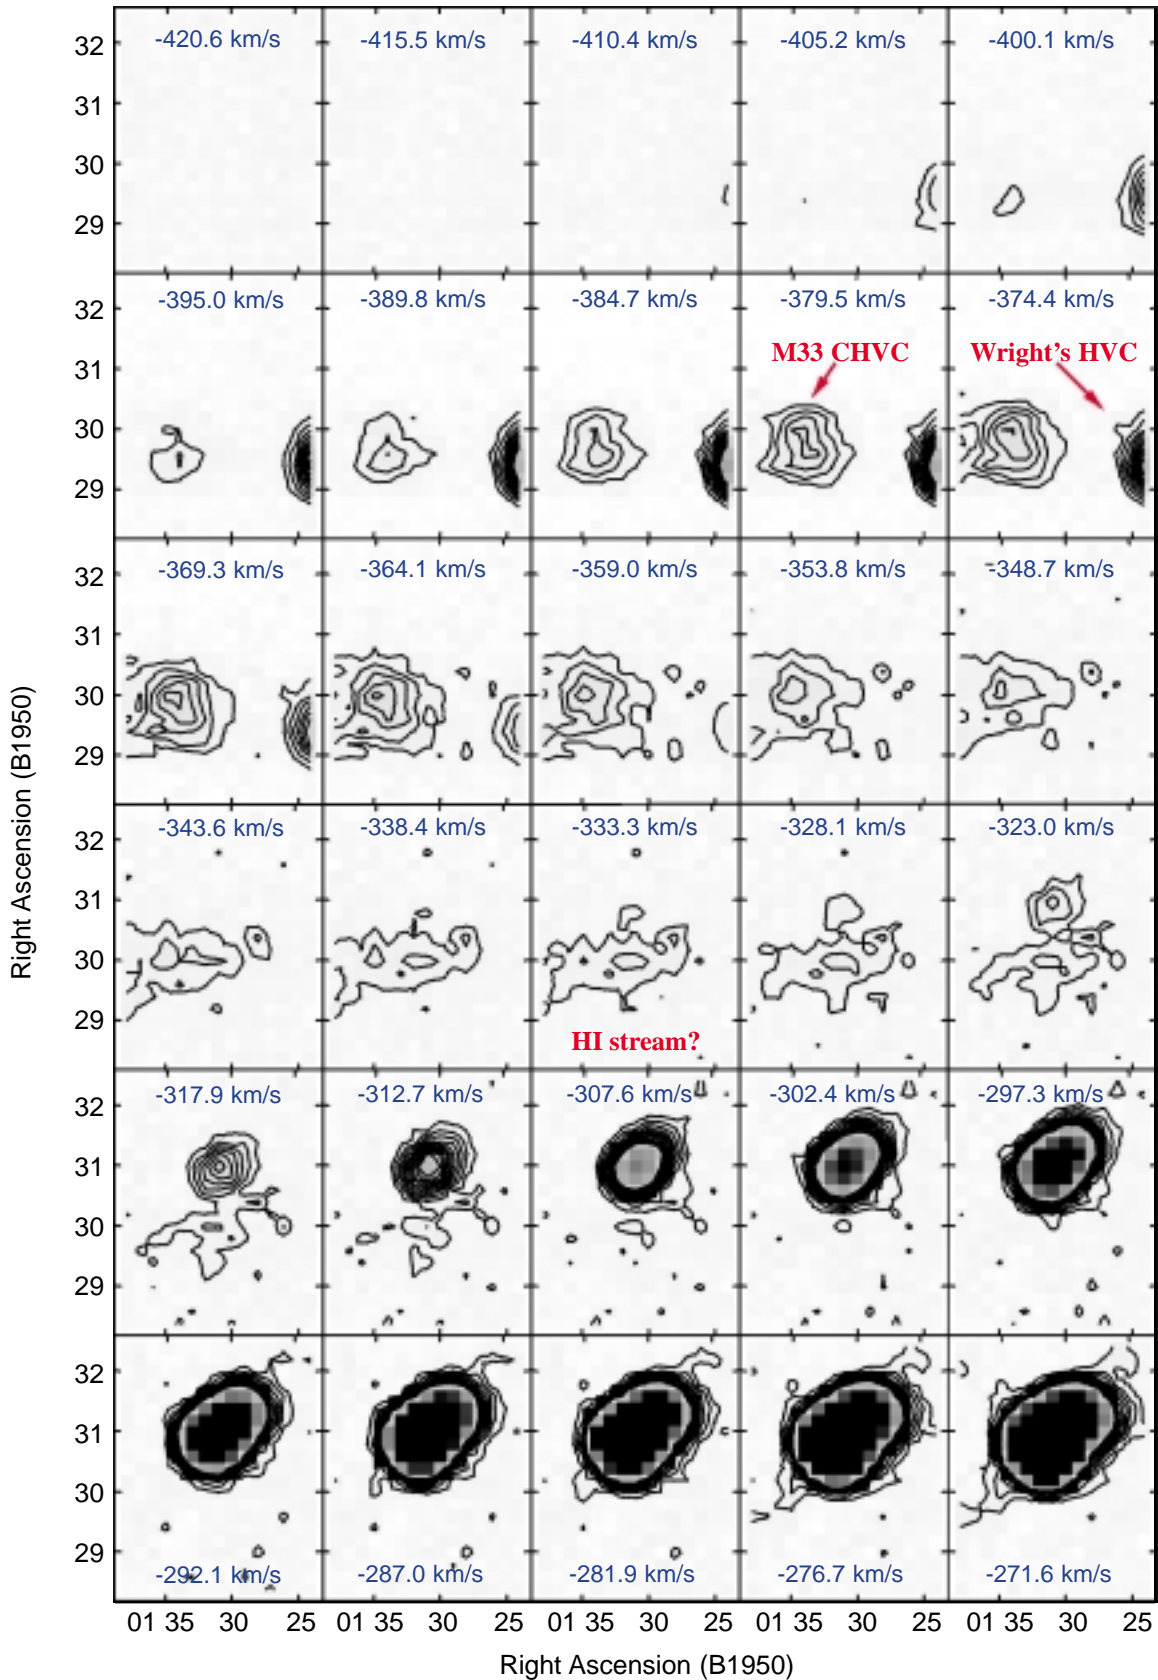 -420.6 km/s -415.5 km/s -410.4 km/s -405.2 km/s -400.1 km/s
32
31
30
29
-395.0 km/s -389.8 km/s -384.7 km/s -379.5 km/s -374.4 km/s
32
M33 CHVC Wright’s HVC
31
30
29
-369.3 km/s -364.1 km/s -359.0 km/s -353.8 km/s -348.7 km/s
32
31
30
29
Right Ascension (B1950)
-343.6 km/s -338.4 km/s -333.3 km/s -328.1 km/s -323.0 km/s
32
31
30
29
HI stream?
-317.9 km/s -312.7 km/s -307.6 km/s -302.4 km/s -297.3 km/s
32
31
30
29
32
31
30
29
-292.1 km/s -287.0 km/s -281.9 km/s -276.7 km/s -271.6 km/s
01 35 30 25 01 35 30 25 01 35 30 25 01 35 30 25 01 35 30 25
Right Ascension (B1950)